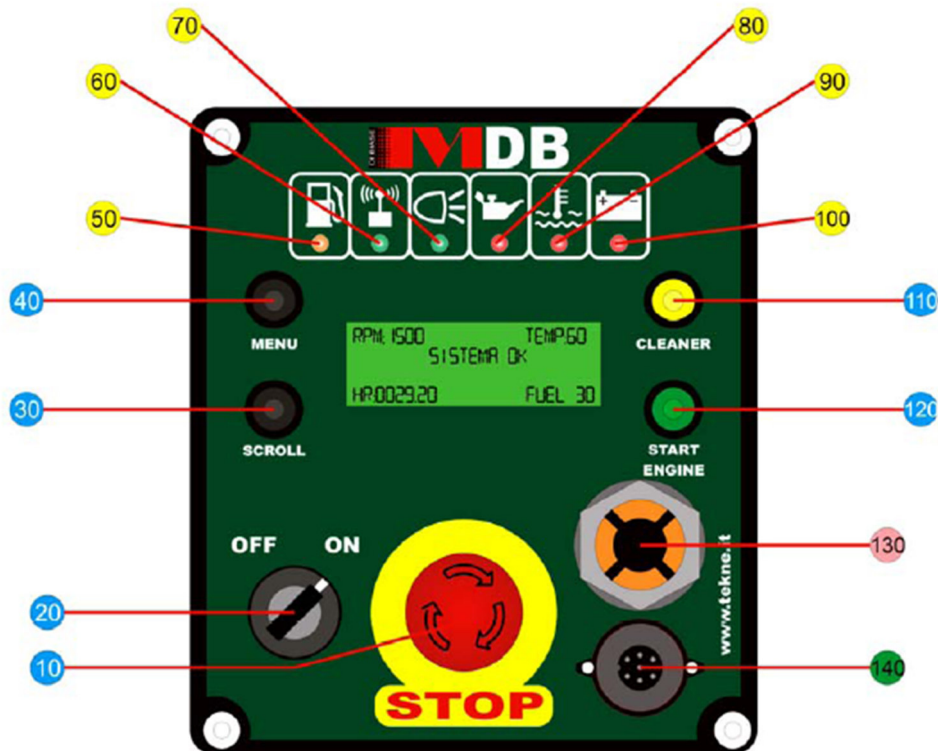 70
80
60
90
MDB
50
100
40
110
MENU
CLEANER
RPM: 1500 TEMP.60
SISTEMA OK
HR:0029.20 FUEL 30
30
120
SCROLL
START
ENGINE
OFF ON
130
www.tekne.it
20
10
140
STOP